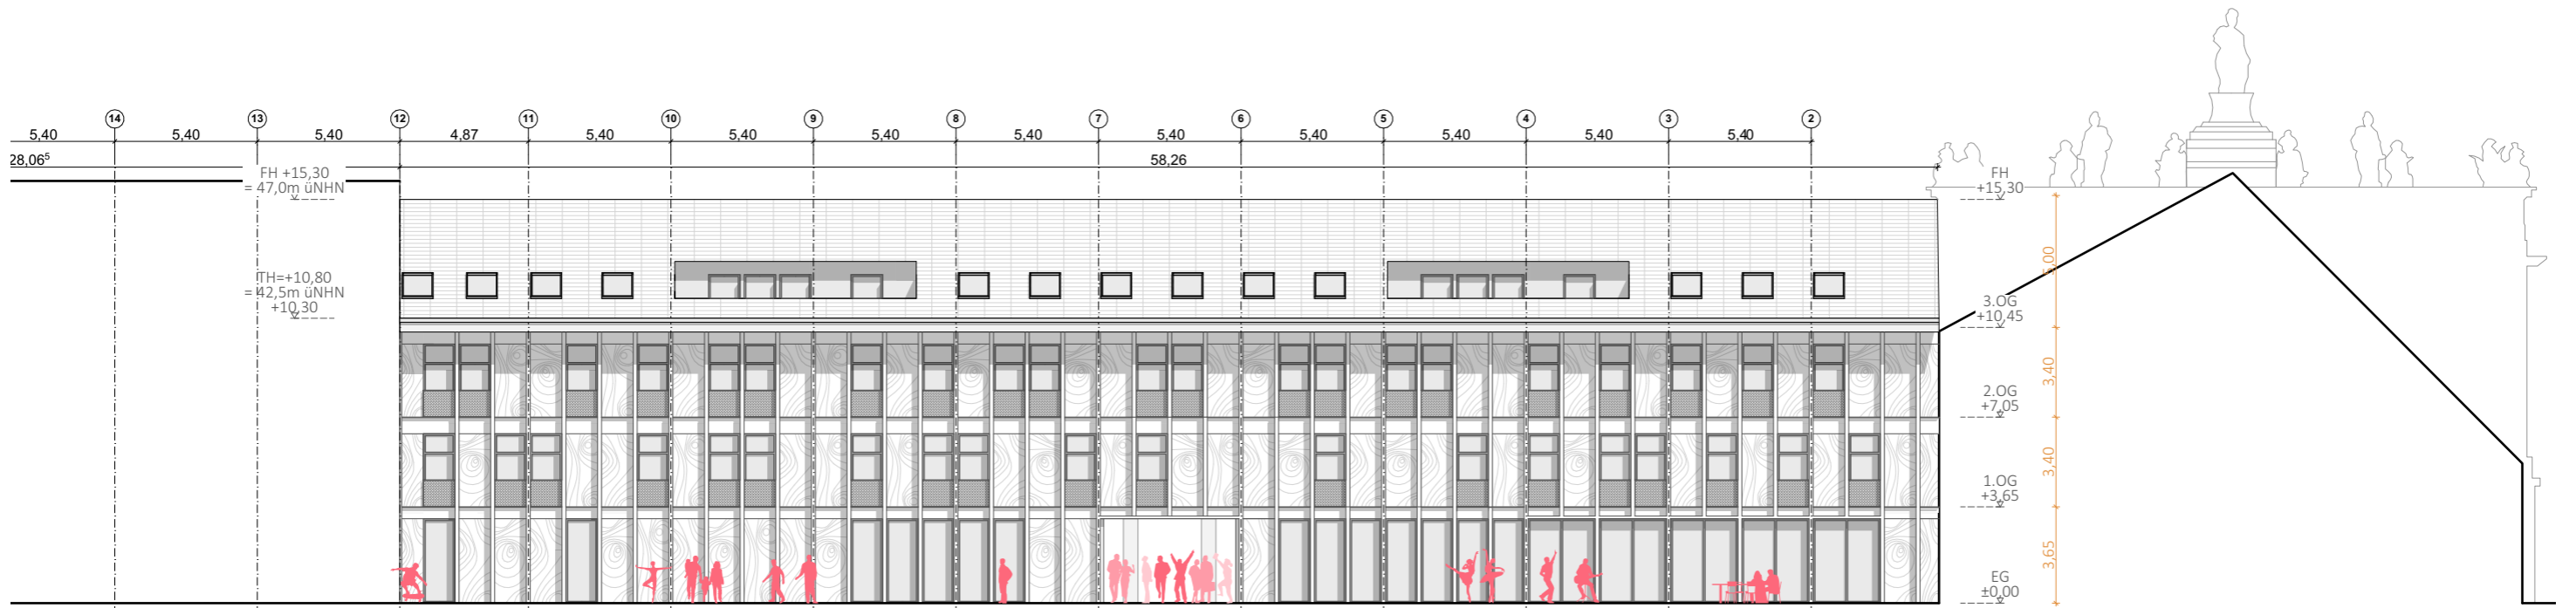 14 13 12 11 10 9 8 7 6 5 4 3 2
5,40 5,40 5,40 4,87 5,40 5,40 5,40 5,40 5,40 5,40 5,40 5,40 5,40
28,06⁵ 58,26
FH +15,30
= 47,0m üNHN
TH=+10,80
= 42,5m üNHN
+10,30
FH
+15,30
3.OG
+10,45
2.OG
+7,05
1.OG
+3,65
EG
±0,00
5,00
3,40
3,40
3,65